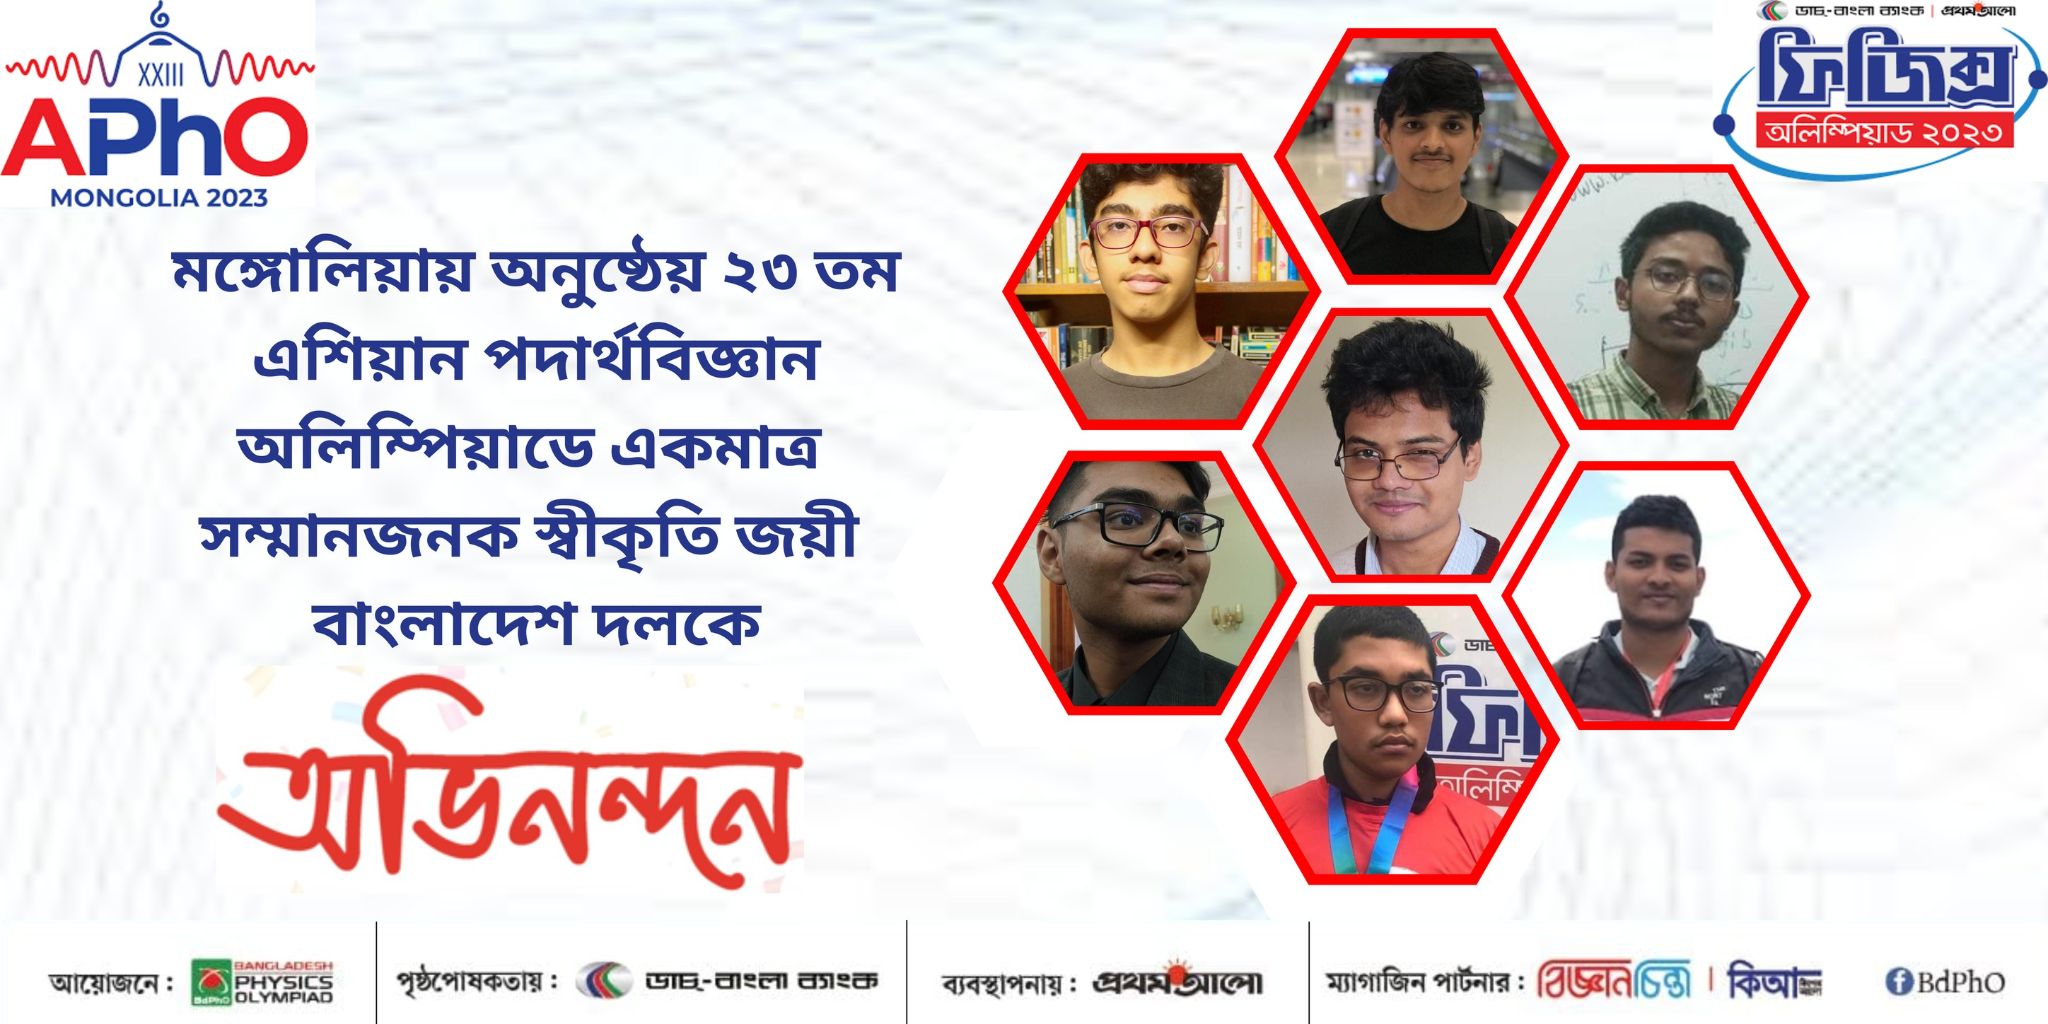 XXIII
APhO
MONGOLIA 2023
ডাচ্-বাংলা ব্যাংক | প্রথম আলো
ফিজিক্স
অলিম্পিয়াড ২০২৩
মঙ্গোলিয়ায় অনুষ্ঠেয় ২৩ তম
এশিয়ান পদার্থবিজ্ঞান
অলিম্পিয়াডে একমাত্র
সম্মানজনক স্বীকৃতি জয়ী
বাংলাদেশ দলকে
অভিনন্দন
আয়োজনে :
BdPhO
BANGLADESH
PHYSICS
OLYMPIAD
পৃষ্ঠপোষকতায় : ডাচ্-বাংলা ব্যাংক
ব্যবস্থাপনায় : প্রথম আলো
ম্যাগাজিন পার্টনার : বিজ্ঞানচিন্তা | কিআ
BdPhO